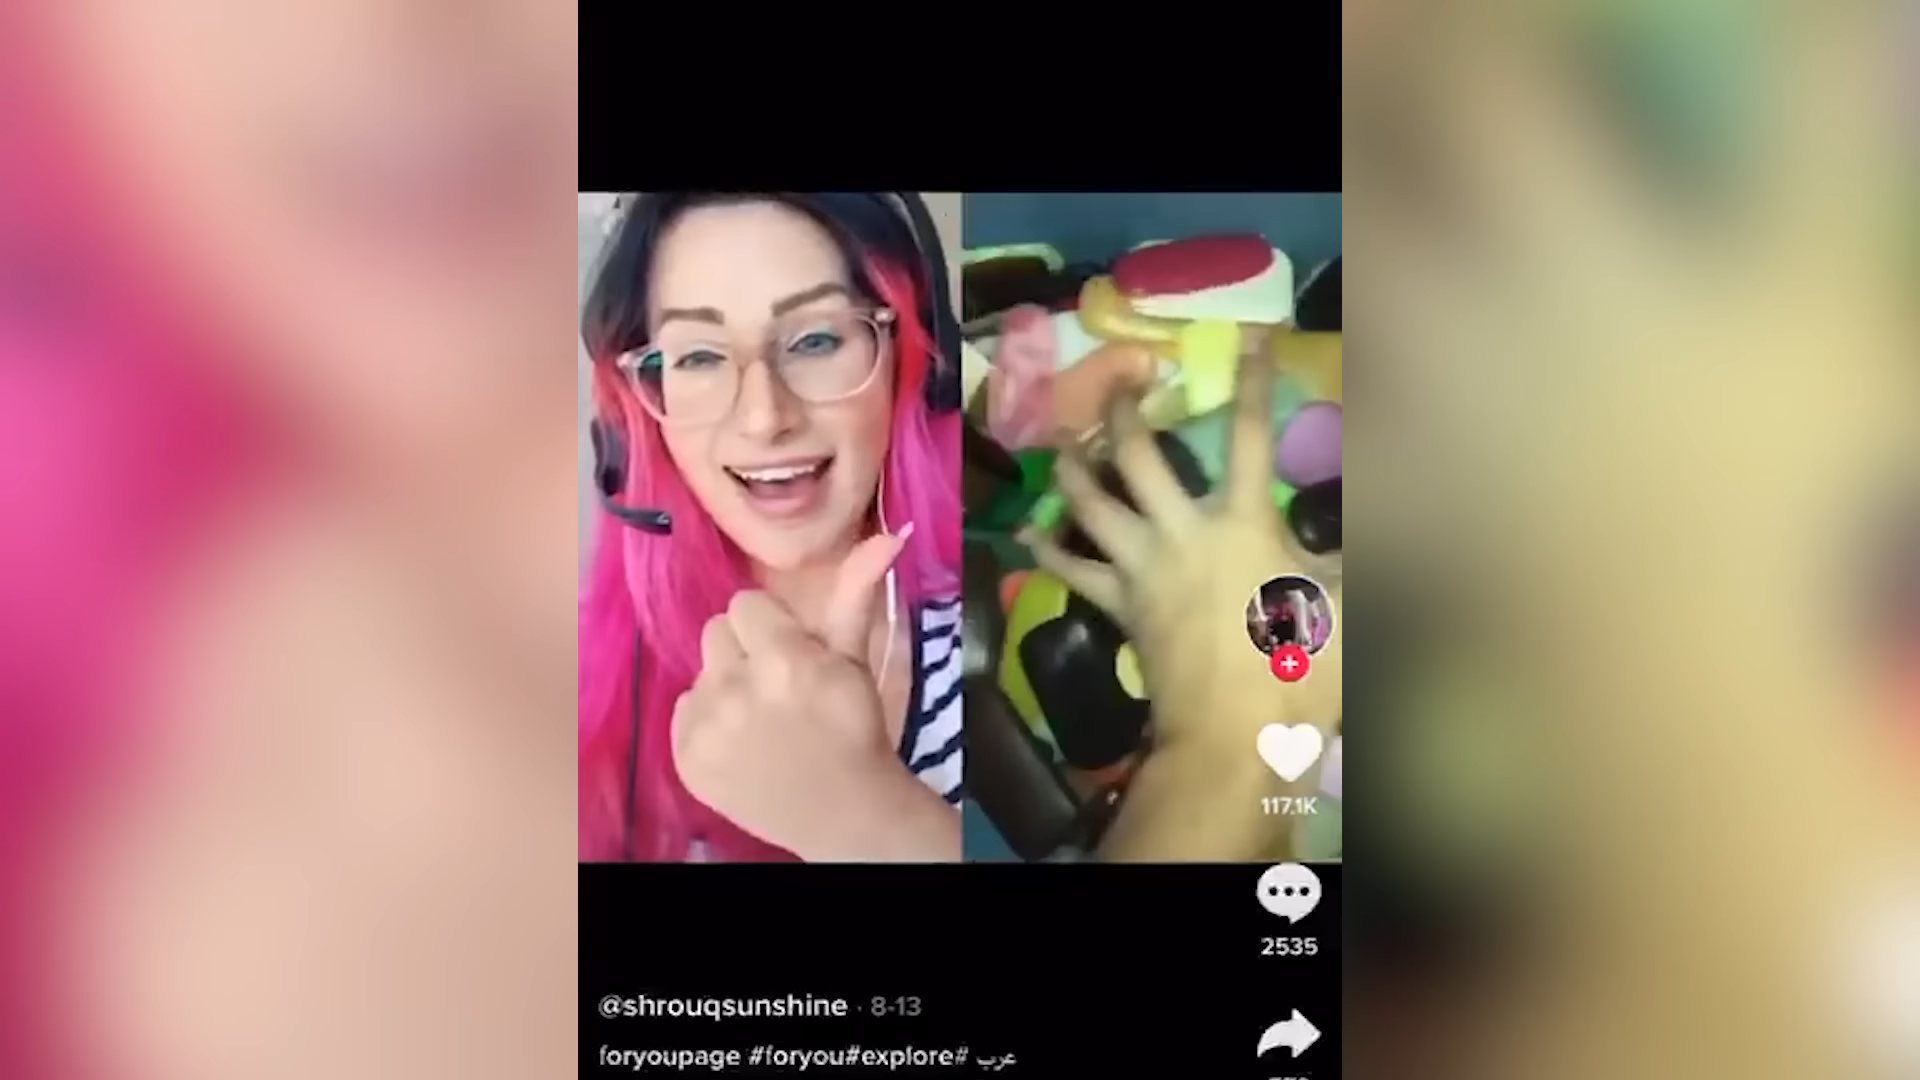 117.1K
2535
@shrouqsunshine · 8-13
foryoupage #foryou#explore# عرب